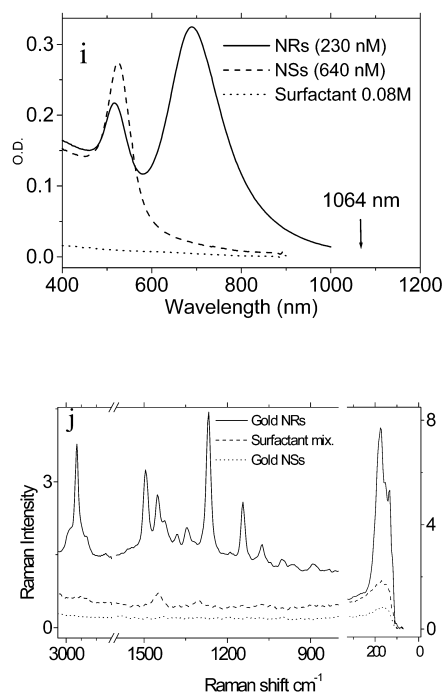 i
NRs (230 nM)
NSs (640 nM)
Surfactant 0.08M
0.3
0.2
0.1
0.0
O.D.
1064 nm
400 600 800 1000 1200
Wavelength (nm)
j
Gold NRs
Surfactant mix.
Gold NSs
3
0
Raman Intensity
8
4
0
3000 1500 1200 900 200 0
Raman shift cm⁻¹